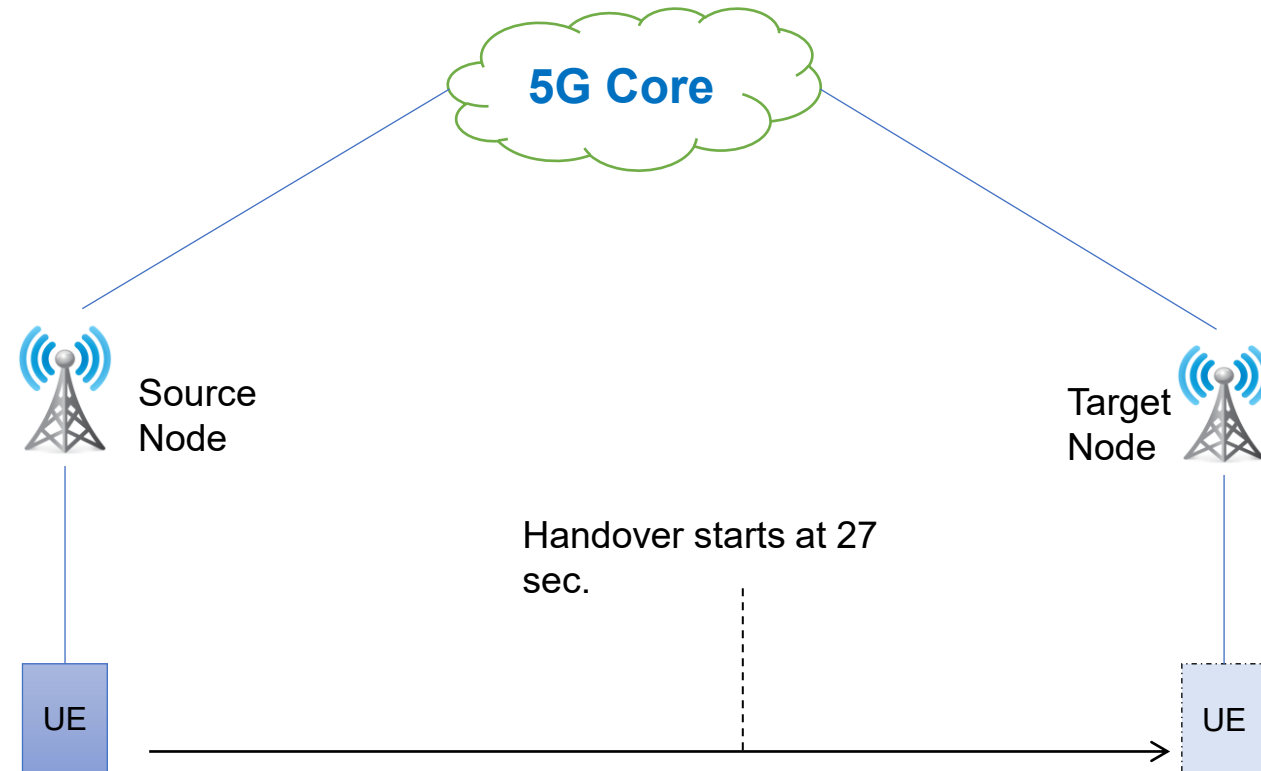 5G Core
Source
Node
Target
Node
Handover starts at 27
sec.
UE
UE